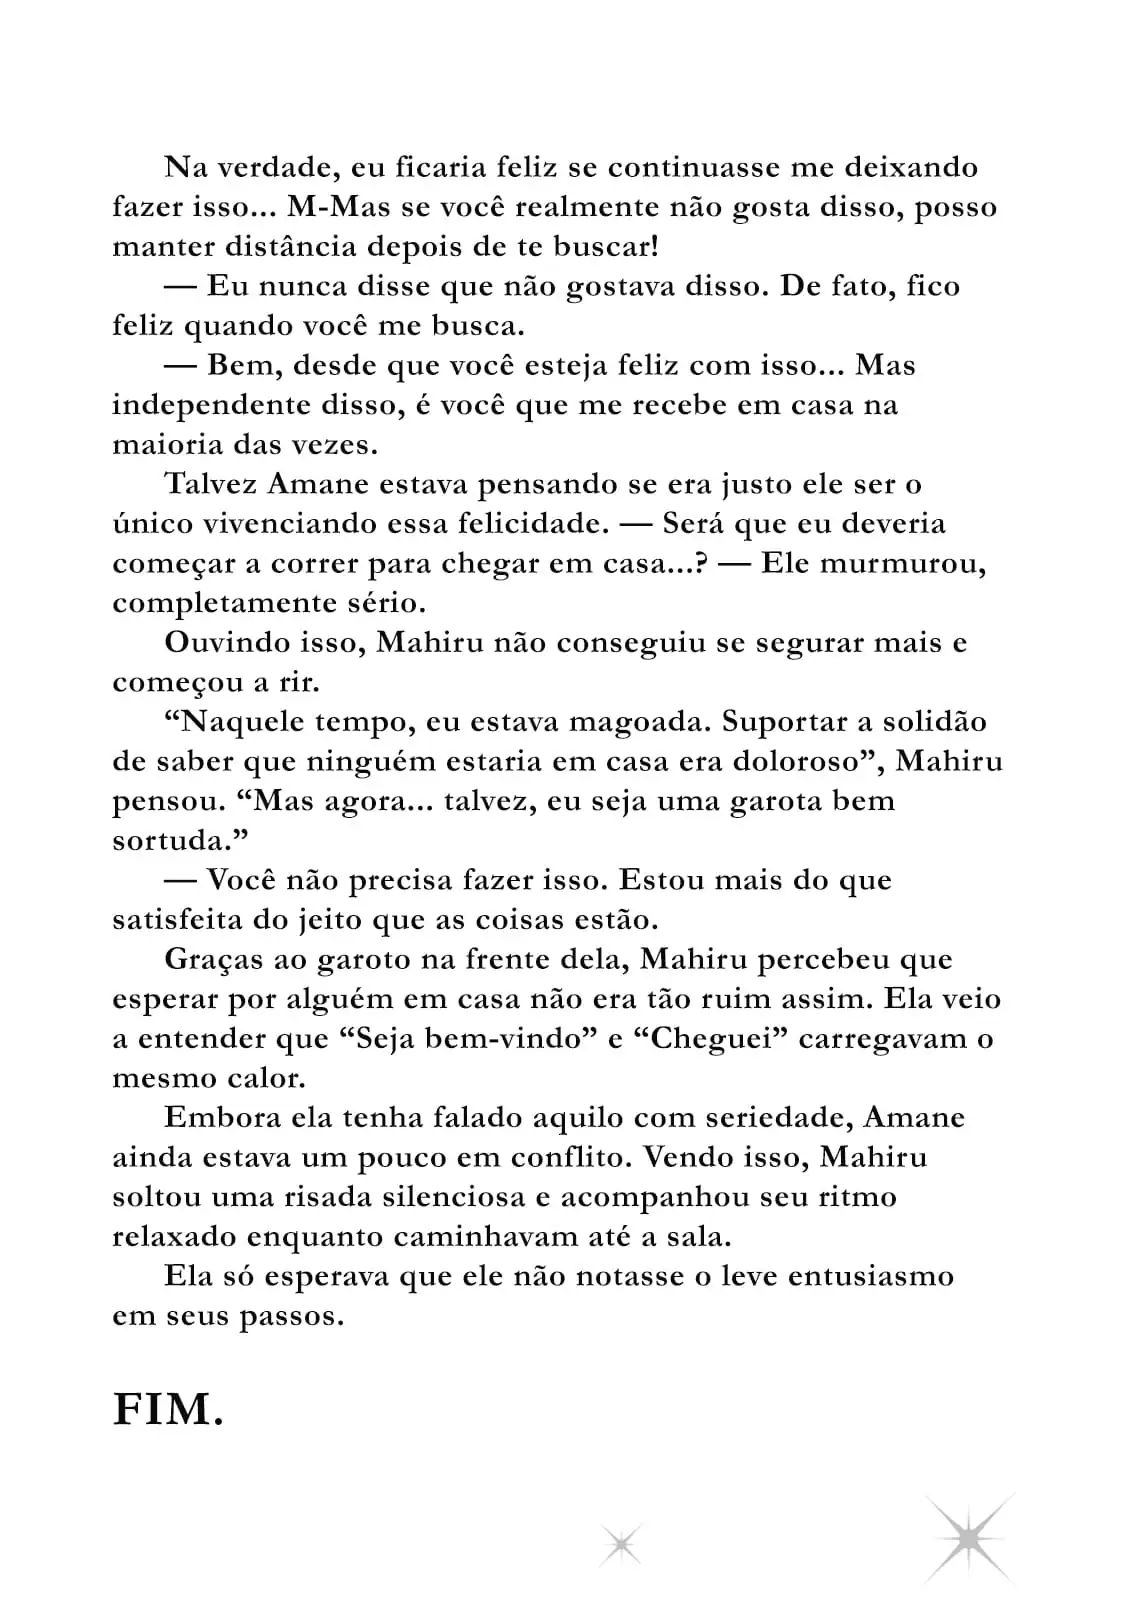 Na verdade, eu ficaria feliz se continuasse me deixando
fazer isso... M-Mas se você realmente não gosta disso, posso
manter distância depois de te buscar!
— Eu nunca disse que não gostava disso. De fato, fico
feliz quando você me busca.
— Bem, desde que você esteja feliz com isso... Mas
independente disso, é você que me recebe em casa na
maioria das vezes.
Talvez Amane estava pensando se era justo ele ser o
único vivenciando essa felicidade. — Será que eu deveria
começar a correr para chegar em casa...? — Ele murmurou,
completamente sério.
Ouvindo isso, Mahiru não conseguiu se segurar mais e
começou a rir.
“Naquele tempo, eu estava magoada. Suportar a solidão
de saber que ninguém estaria em casa era doloroso”, Mahiru
pensou. “Mas agora... talvez, eu seja uma garota bem
sortuda.”
— Você não precisa fazer isso. Estou mais do que
satisfeita do jeito que as coisas estão.
Graças ao garoto na frente dela, Mahiru percebeu que
esperar por alguém em casa não era tão ruim assim. Ela veio
a entender que “Seja bem-vindo” e “Cheguei” carregavam o
mesmo calor.
Embora ela tenha falado aquilo com seriedade, Amane
ainda estava um pouco em conflito. Vendo isso, Mahiru
soltou uma risada silenciosa e acompanhou seu ritmo
relaxado enquanto caminhavam até a sala.
Ela só esperava que ele não notasse o leve entusiasmo
em seus passos.
FIM.